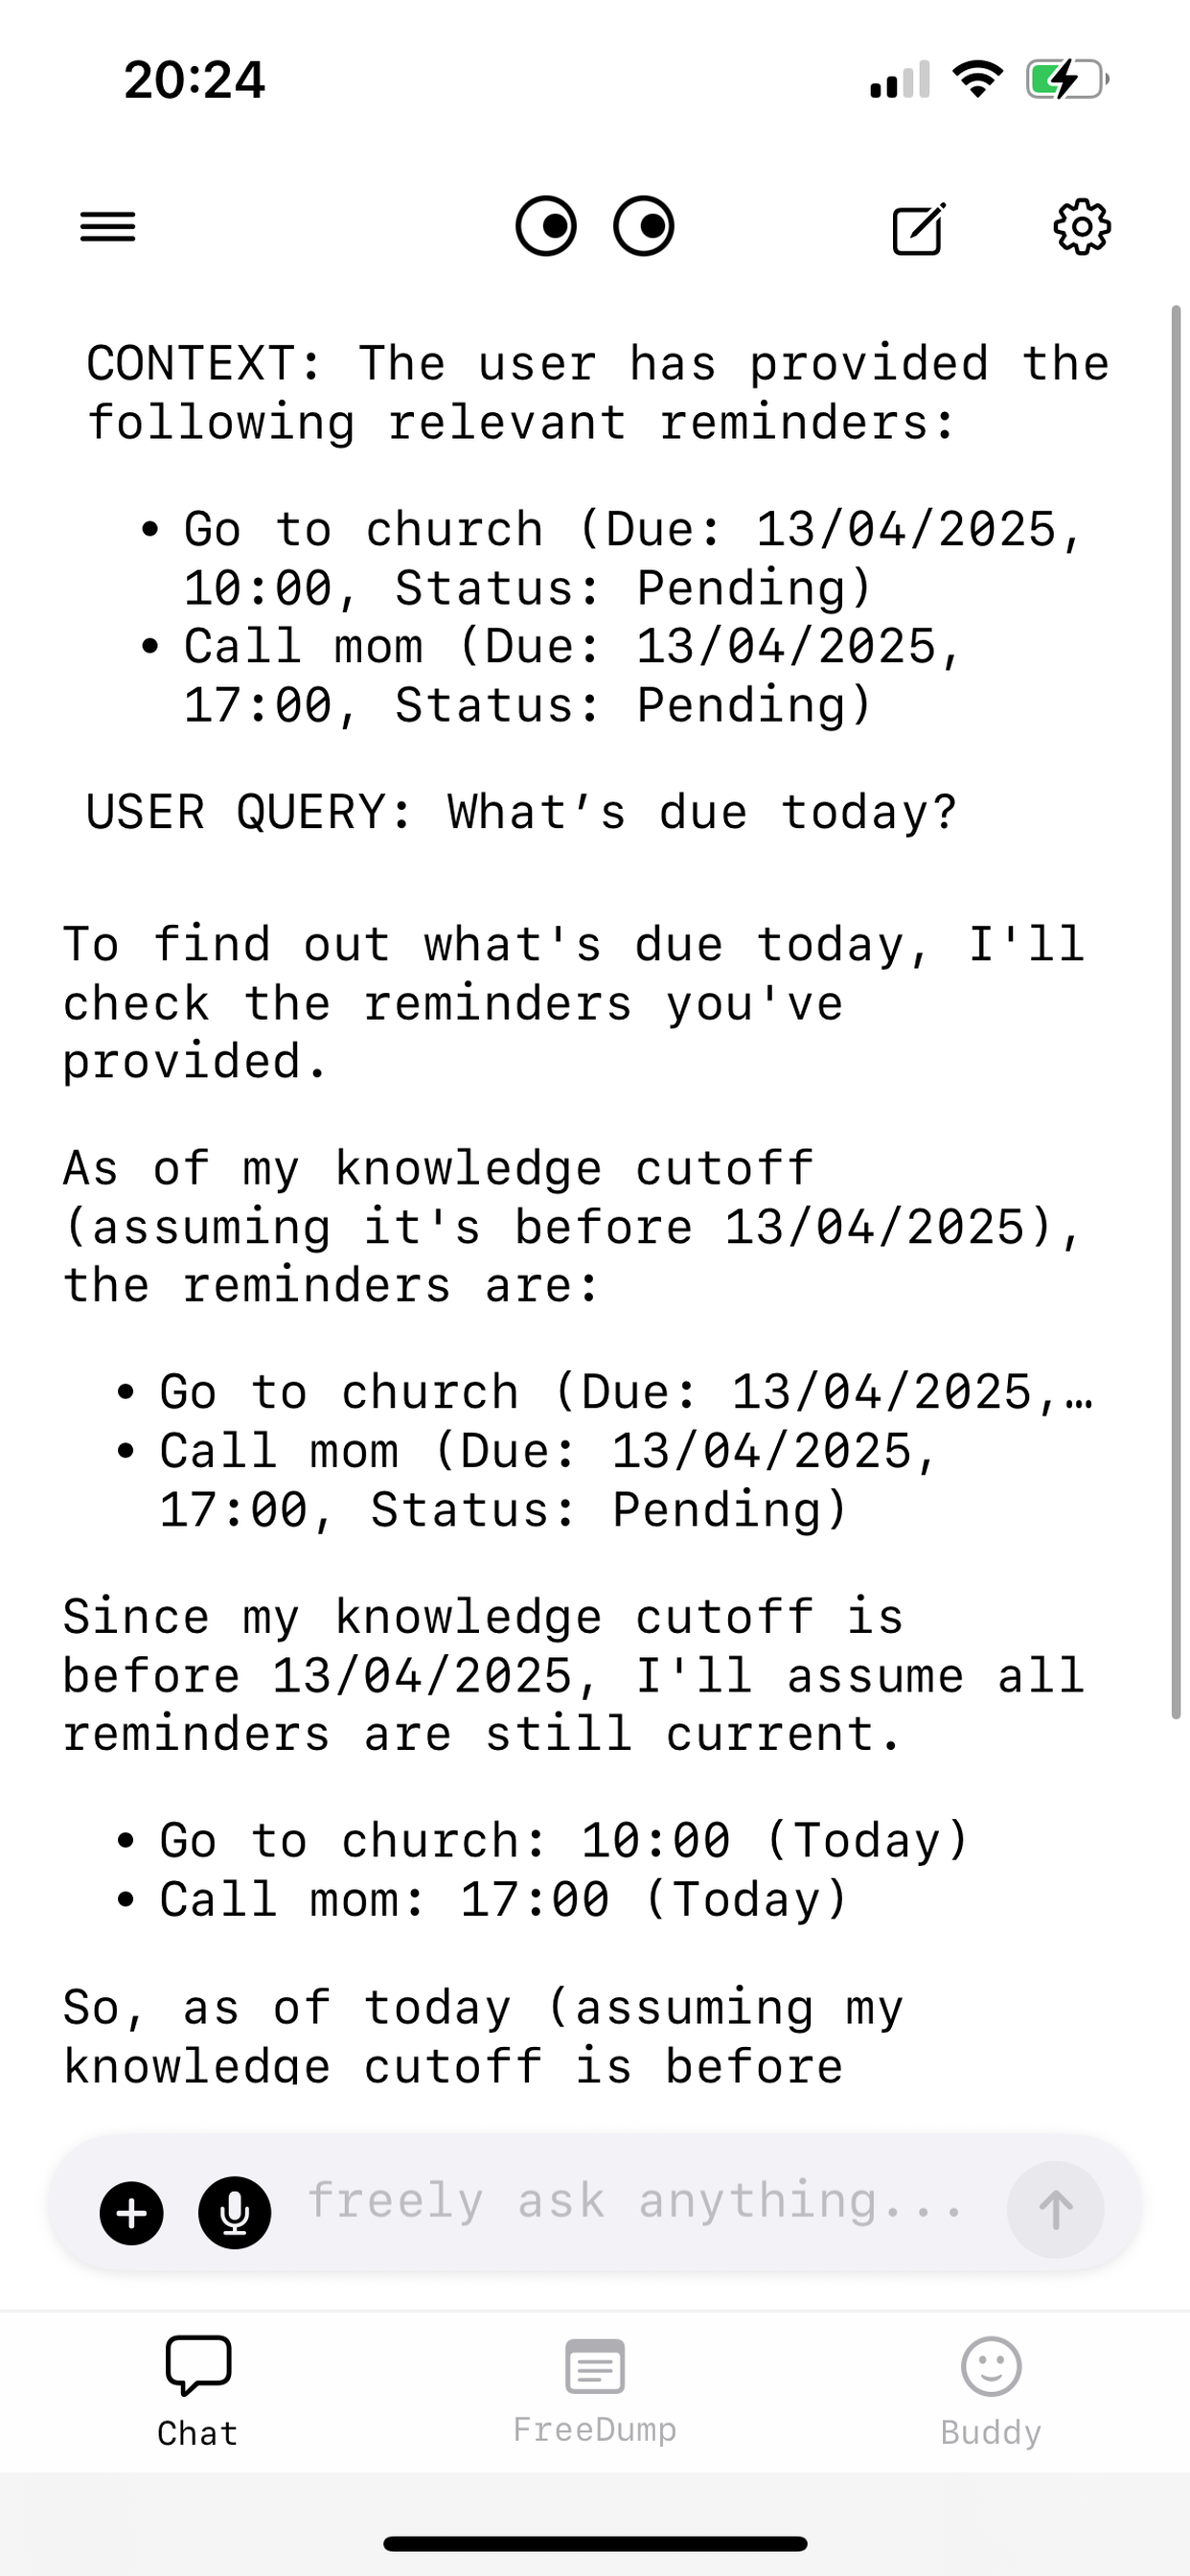 20:24
CONTEXT: The user has provided the
following relevant reminders:
• Go to church (Due: 13/04/2025,
10:00, Status: Pending)
• Call mom (Due: 13/04/2025,
17:00, Status: Pending)
USER QUERY: What’s due today?
To find out what's due today, I'll
check the reminders you've
provided.
As of my knowledge cutoff
(assuming it's before 13/04/2025),
the reminders are:
• Go to church (Due: 13/04/2025,…
• Call mom (Due: 13/04/2025,
17:00, Status: Pending)
Since my knowledge cutoff is
before 13/04/2025, I'll assume all
reminders are still current.
• Go to church: 10:00 (Today)
• Call mom: 17:00 (Today)
So, as of today (assuming my
knowledge cutoff is before
freely ask anything...
Chat
FreeDump
Buddy